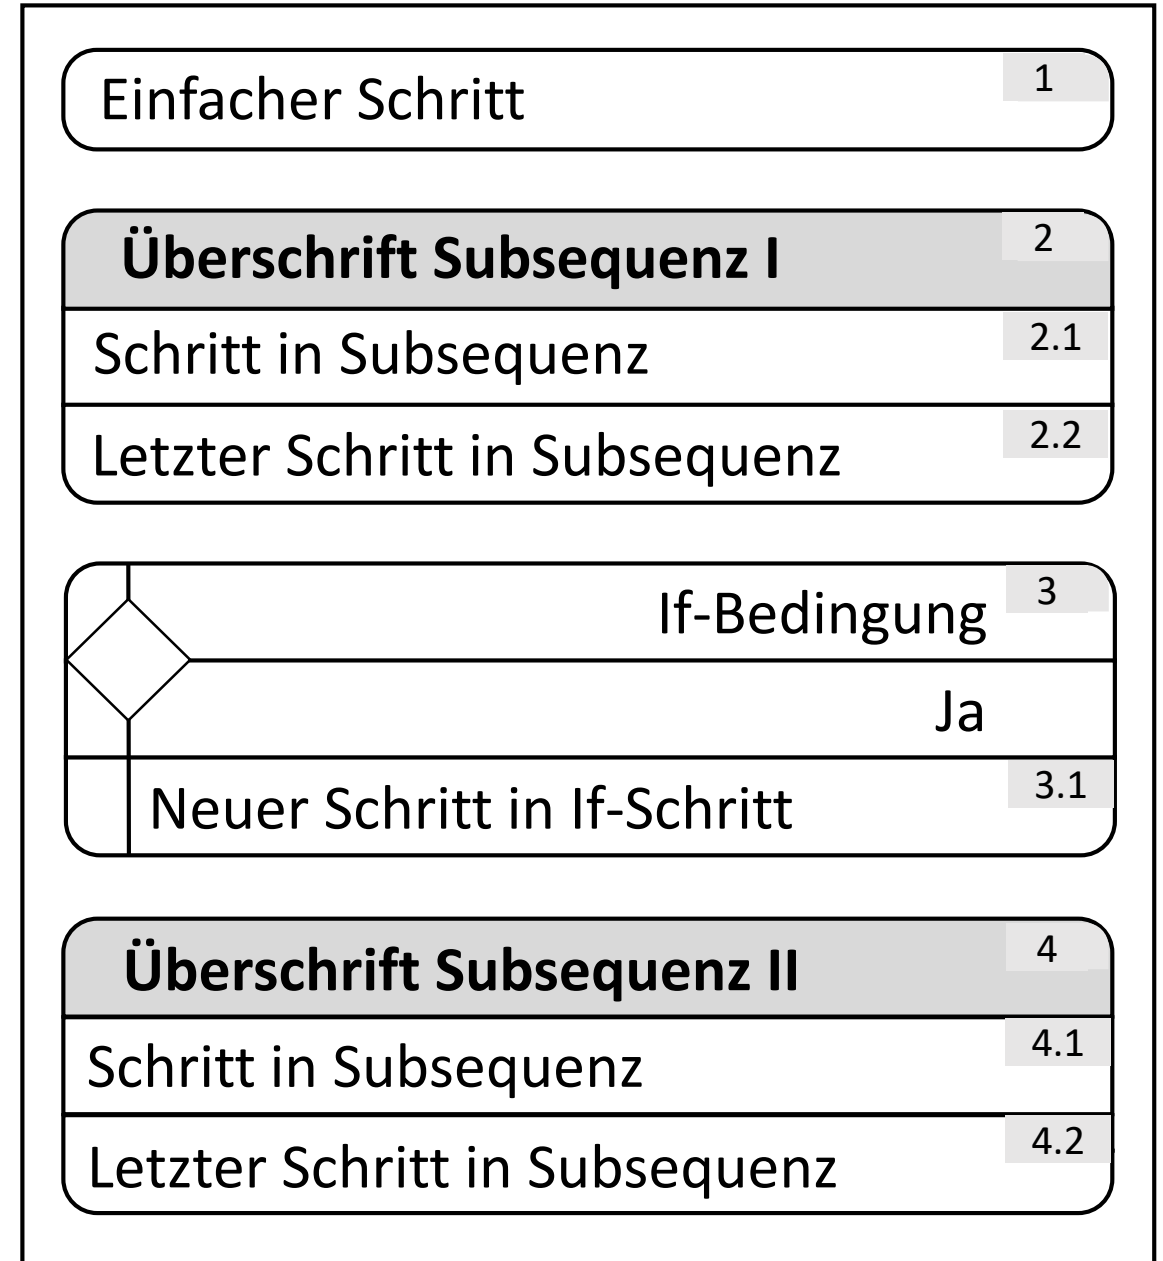 Einfacher Schritt 1
Überschrift Subsequenz I 2
Schritt in Subsequenz 2.1
Letzter Schritt in Subsequenz 2.2
If-Bedingung 3
Ja
Neuer Schritt in If-Schritt 3.1
Überschrift Subsequenz II 4
Schritt in Subsequenz 4.1
Letzter Schritt in Subsequenz 4.2